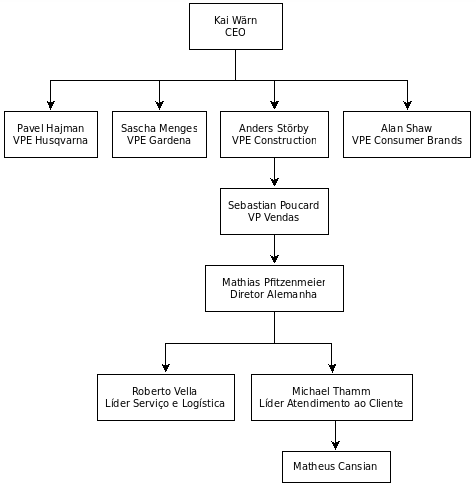 Kai Wärn
CEO
Pavel Hajman
VPE Husqvarna
Sascha Menges
VPE Gardena
Anders Störby
VPE Construction
Alan Shaw
VPE Consumer Brands
Sebastian Poucard
VP Vendas
Mathias Pfitzenmeier
Diretor Alemanha
Roberto Vella
Líder Serviço e Logística
Michael Thamm
Líder Atendimento ao Cliente
Matheus Cansian